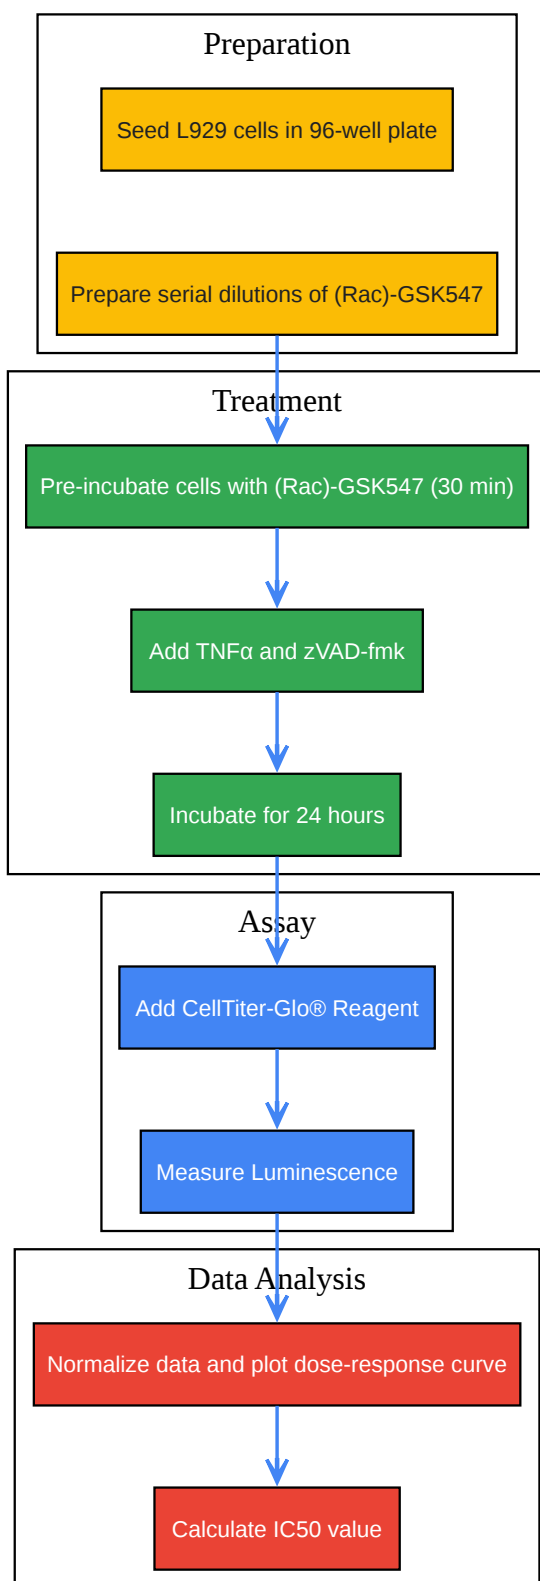 Preparation
Seed L929 cells in 96-well plate
Prepare serial dilutions of (Rac)-GSK547
Treatment
Pre-incubate cells with (Rac)-GSK547 (30 min)
Add TNFα and zVAD-fmk
Incubate for 24 hours
Assay
Add CellTiter-Glo® Reagent
Measure Luminescence
Data Analysis
Normalize data and plot dose-response curve
Calculate IC50 value